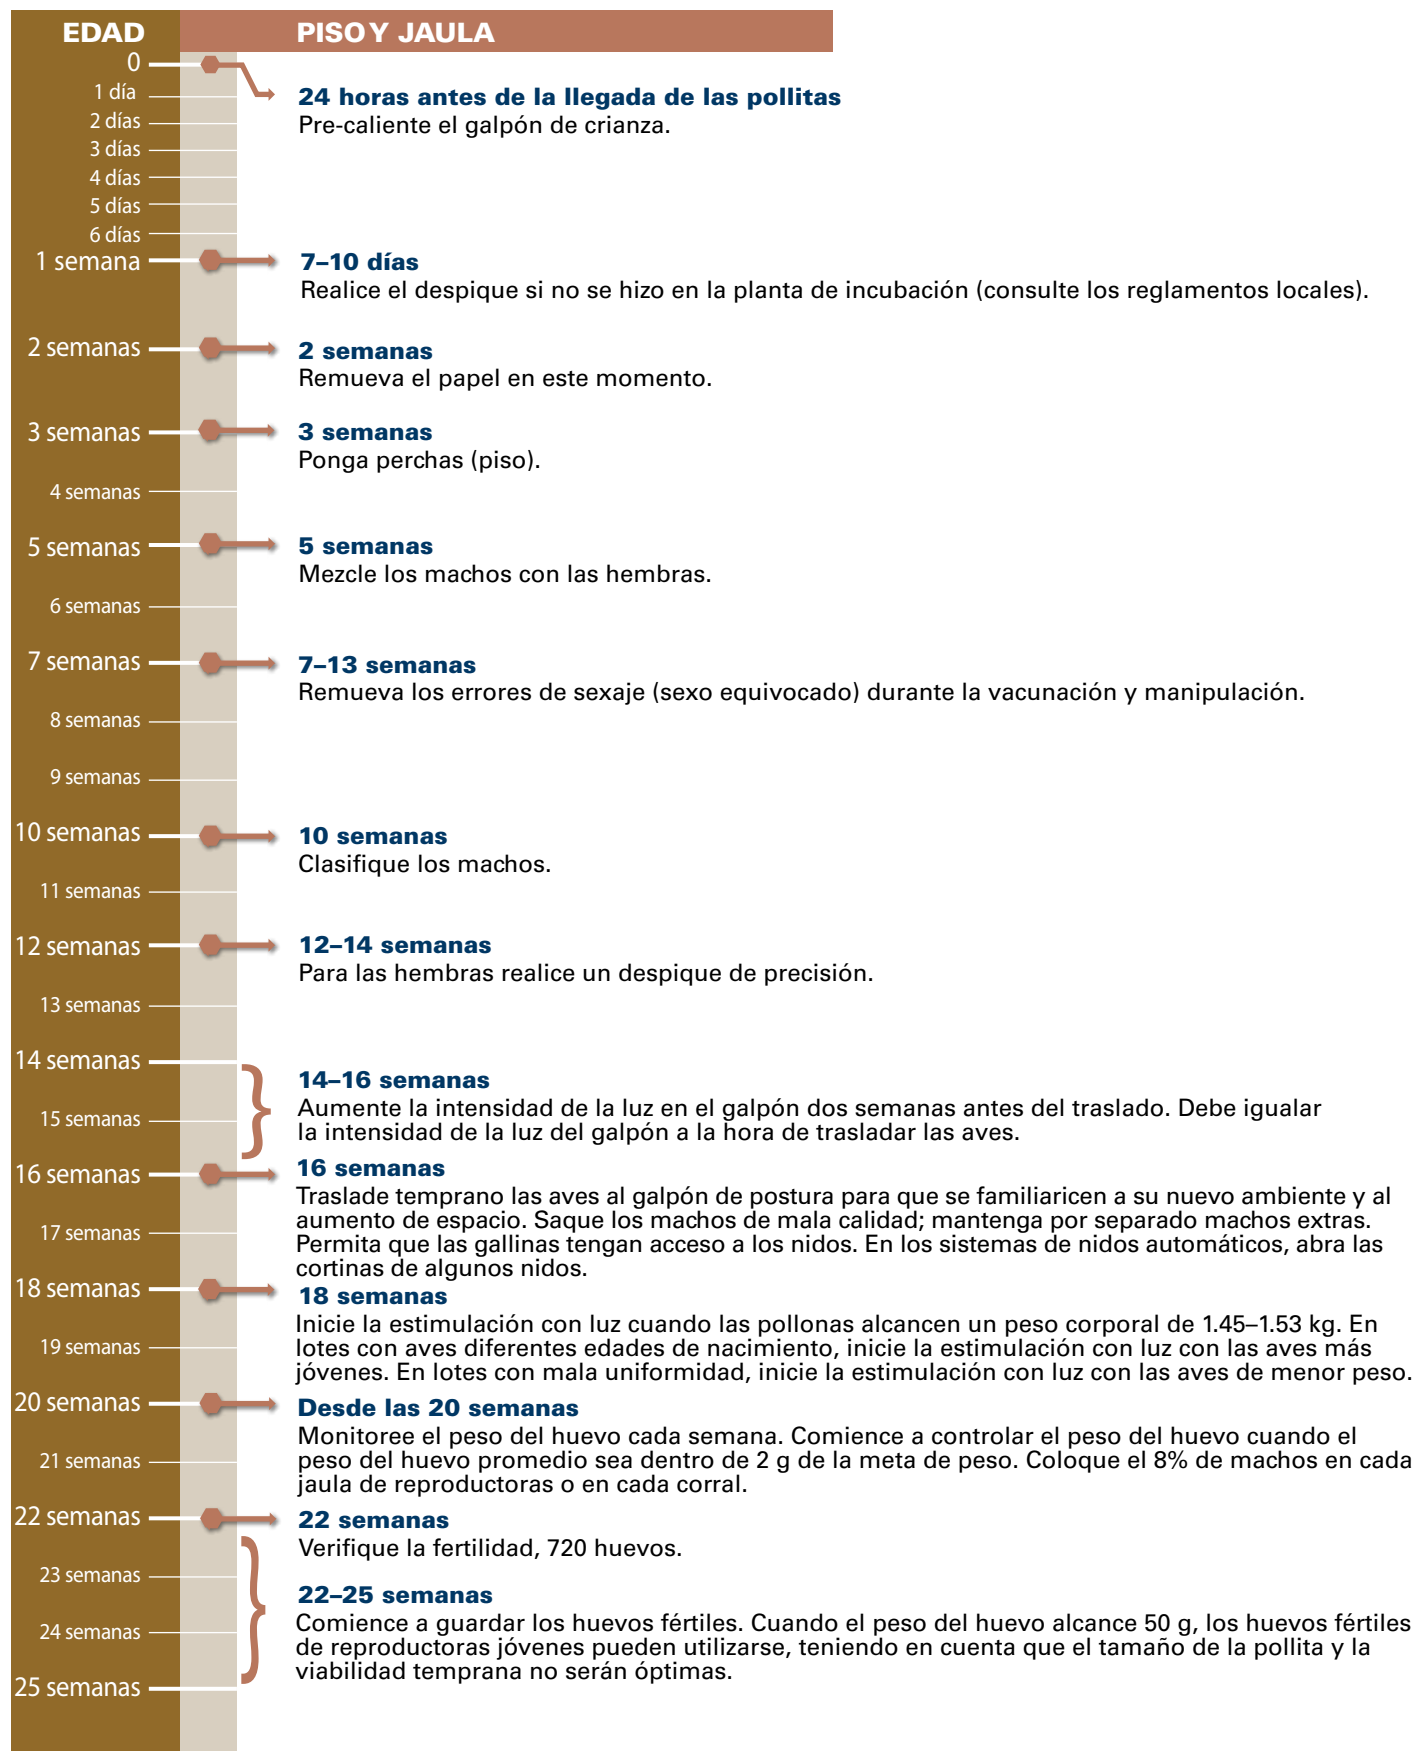 EDAD PISO Y JAULA
0
1 día
24 horas antes de la llegada de las pollitas
2 días
Pre-caliente el galpón de crianza.
3 días
4 días
5 días
6 días
1 semana
7–10 días
Realice el despique si no se hizo en la planta de incubación (consulte los reglamentos locales).
2 semanas
2 semanas
Remueva el papel en este momento.
3 semanas
3 semanas
Ponga perchas (piso).
4 semanas
5 semanas
5 semanas
Mezcle los machos con las hembras.
6 semanas
7 semanas
7–13 semanas
Remueva los errores de sexaje (sexo equivocado) durante la vacunación y manipulación.
8 semanas
9 semanas
10 semanas
10 semanas
Clasifique los machos.
11 semanas
12 semanas
12–14 semanas
Para las hembras realice un despique de precisión.
13 semanas
14 semanas
14–16 semanas
Aumente la intensidad de la luz en el galpón dos semanas antes del traslado. Debe igualar
15 semanas
la intensidad de la luz del galpón a la hora de trasladar las aves.
16 semanas
16 semanas
Traslade temprano las aves al galpón de postura para que se familiaricen a su nuevo ambiente y al
aumento de espacio. Saque los machos de mala calidad; mantenga por separado machos extras.
17 semanas
Permita que las gallinas tengan acceso a los nidos. En los sistemas de nidos automáticos, abra las
cortinas de algunos nidos.
18 semanas
18 semanas
Inicie la estimulación con luz cuando las pollonas alcancen un peso corporal de 1.45–1.53 kg. En
19 semanas
lotes con aves diferentes edades de nacimiento, inicie la estimulación con luz con las aves más
jóvenes. En lotes con mala uniformidad, inicie la estimulación con luz con las aves de menor peso.
20 semanas
Desde las 20 semanas
Monitoree el peso del huevo cada semana. Comience a controlar el peso del huevo cuando el
21 semanas
peso del huevo promedio sea dentro de 2 g de la meta de peso. Coloque el 8% de machos en cada
jaula de reproductoras o en cada corral.
22 semanas
22 semanas
Verifique la fertilidad, 720 huevos.
23 semanas
22–25 semanas
Comience a guardar los huevos fértiles. Cuando el peso del huevo alcance 50 g, los huevos fértiles
24 semanas
de reproductoras jóvenes pueden utilizarse, teniendo en cuenta que el tamaño de la pollita y la
viabilidad temprana no serán óptimas.
25 semanas